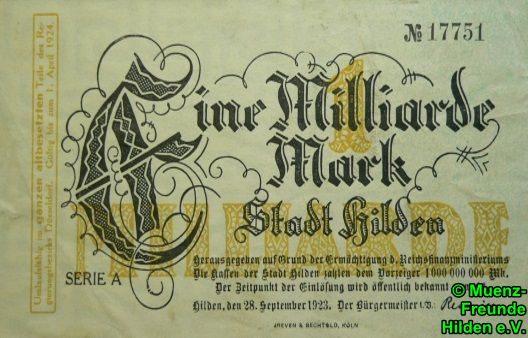 № 17751
Eine Milliarde
Mark
1
MILLIARDE
Stadt Hilden
Herausgegeben auf Grund der Ermächtigung d. Reichsfinanzministeriums
Die Kassen der Stadt Hilden zahlen dem Vorzeiger 1 000 000 000 Mk.
Der Zeitpunkt der Einlösung wird öffentlich bekannt
Hilden, den 28. September 1923. Der Bürgermeister i.V.:
SERIE A
JREVEN & BECHTOLD, KÖLN
Umlaufsfähig im ganzen altbesetzten Teile des Re-
gierungsbezirks Düsseldorf. Gültig bis zum 1. April 1924.
© Muenz-
Freunde
Hilden e.V.